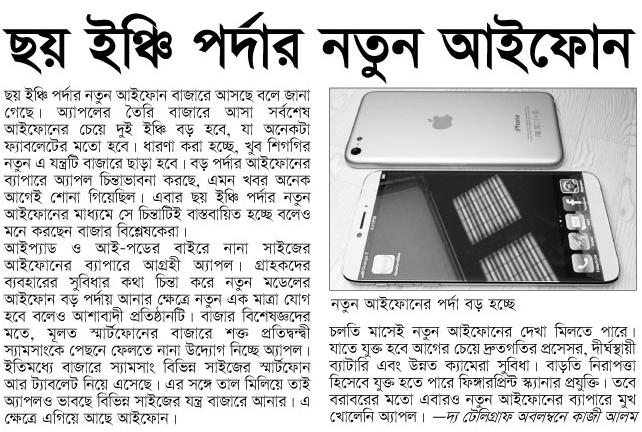 ছয় ইঞ্চি পর্দার নতুন আইফোন
ছয় ইঞ্চি পর্দার নতুন আইফোন বাজারে আসছে বলে জানা
গেছে। অ্যাপলের তৈরি বাজারে আসা সর্বশেষ
আইফোনের চেয়ে দুই ইঞ্চি বড় হবে, যা অনেকটা
ফ্যাবলেটের মতো হবে। ধারণা করা হচ্ছে, খুব শিগগির
নতুন এ যন্ত্রটি বাজারে ছাড়া হবে। বড় পর্দার আইফোনের
ব্যাপারে অ্যাপল চিন্তাভাবনা করছে, এমন খবর অনেক
আগেই শোনা গিয়েছিল। এবার ছয় ইঞ্চি পর্দার নতুন
আইফোনের মাধ্যমে সে চিন্তাটিই বাস্তবায়িত হচ্ছে বলেও
মনে করছেন বাজার বিশ্লেষকেরা।
আইপ্যাড ও আই-পডের বাইরে নানা সাইজের
আইফোনের ব্যাপারে আগ্রহী অ্যাপল। গ্রাহকদের
ব্যবহারের সুবিধার কথা চিন্তা করে নতুন মডেলের
আইফোন বড় পর্দায় আনার ক্ষেত্রে নতুন এক মাত্রা যোগ
হবে বলেও আশাবাদী প্রতিষ্ঠানটি। বাজার বিশেষজ্ঞদের
মতে, মূলত স্মার্টফোনের বাজারে শক্ত প্রতিদ্বন্দ্বী
স্যামসাংকে পেছনে ফেলতে নানা উদ্যোগ নিচ্ছে অ্যাপল।
ইতিমধ্যে বাজারে স্যামসাং বিভিন্ন সাইজের স্মার্টফোন
আর ট্যাবলেট নিয়ে এসেছে। এর সঙ্গে তাল মিলিয়ে তাই
অ্যাপলও ভাবছে বিভিন্ন সাইজের যন্ত্র বাজারে আনার। এ
ক্ষেত্রে এগিয়ে আছে আইফোন।
iPhone
নতুন আইফোনের পর্দা বড় হচ্ছে
চলতি মাসেই নতুন আইফোনের দেখা মিলতে পারে।
যাতে যুক্ত হবে আগের চেয়ে দ্রুতগতির প্রসেসর, দীর্ঘস্থায়ী
ব্যাটারি এবং উন্নত ক্যামেরা সুবিধা। বাড়তি নিরাপত্তা
হিসেবে যুক্ত হতে পারে ফিঙ্গারপ্রিন্ট স্ক্যানার প্রযুক্তি। তবে
বরাবরের মতো এবারও নতুন আইফোনের ব্যাপারে মুখ
খোলেনি অ্যাপল। —দ্য টেলিগ্রাফ অবলম্বনে কাজী আলম